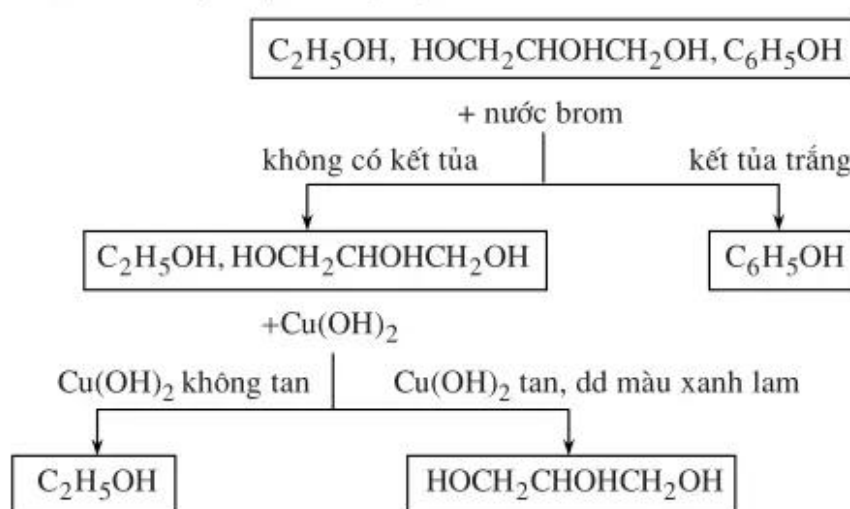 C₂H₅OH, HOCH₂CHOHCH₂OH, C₆H₅OH
+ nước brom
không có kết tủa kết tủa trắng
C₂H₅OH, HOCH₂CHOHCH₂OH C₆H₅OH
+Cu(OH)₂
Cu(OH)₂ không tan Cu(OH)₂ tan, dd màu xanh lam
C₂H₅OH HOCH₂CHOHCH₂OH